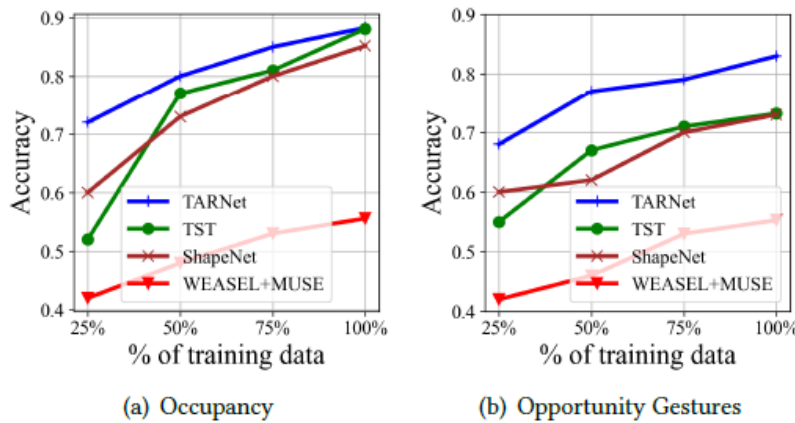 0.9
0.8
0.7
0.6
0.5
0.4
Accuracy
TARNet
TST
ShapeNet
WEASEL+MUSE
25% 50% 75% 100%
% of training data
(a) Occupancy
0.9
0.8
0.7
0.6
0.5
0.4
Accuracy
TARNet
TST
ShapeNet
WEASEL+MUSE
25% 50% 75% 100%
% of training data
(b) Opportunity Gestures